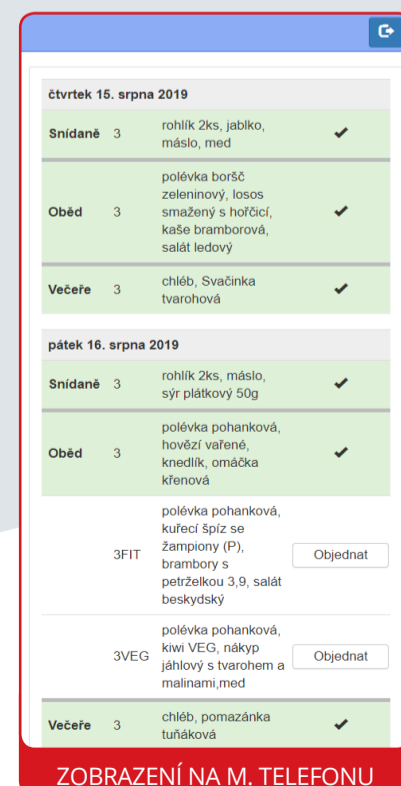 čtvrtek 15. srpna 2019
Snídaně 3 rohlík 2ks, jablko,
máslo, med
polévka boršč
zeleninový, losos
Oběd 3 smažený s hořčicí,
kaše bramborová,
salát ledový
Večeře 3 chléb, Svačinka
tvarohová
pátek 16. srpna 2019
Snídaně 3 rohlík 2ks, máslo,
sýr plátkový 50g
polévka pohanková,
Oběd 3 hovězí vařené,
knedlík, omáčka
křenová
polévka pohanková,
kuřecí špíz se
3FIT žampiony (P), Objednat
brambory s
petrželkou 3,9, salát
beskydský
polévka pohanková,
3VEG kiwi VEG, nákyp Objednat
jáhlový s tvarohem a
malinami,med
Večeře 3 chléb, pomazánka
tuňáková
ZOBRAZENÍ NA M. TELEFONU